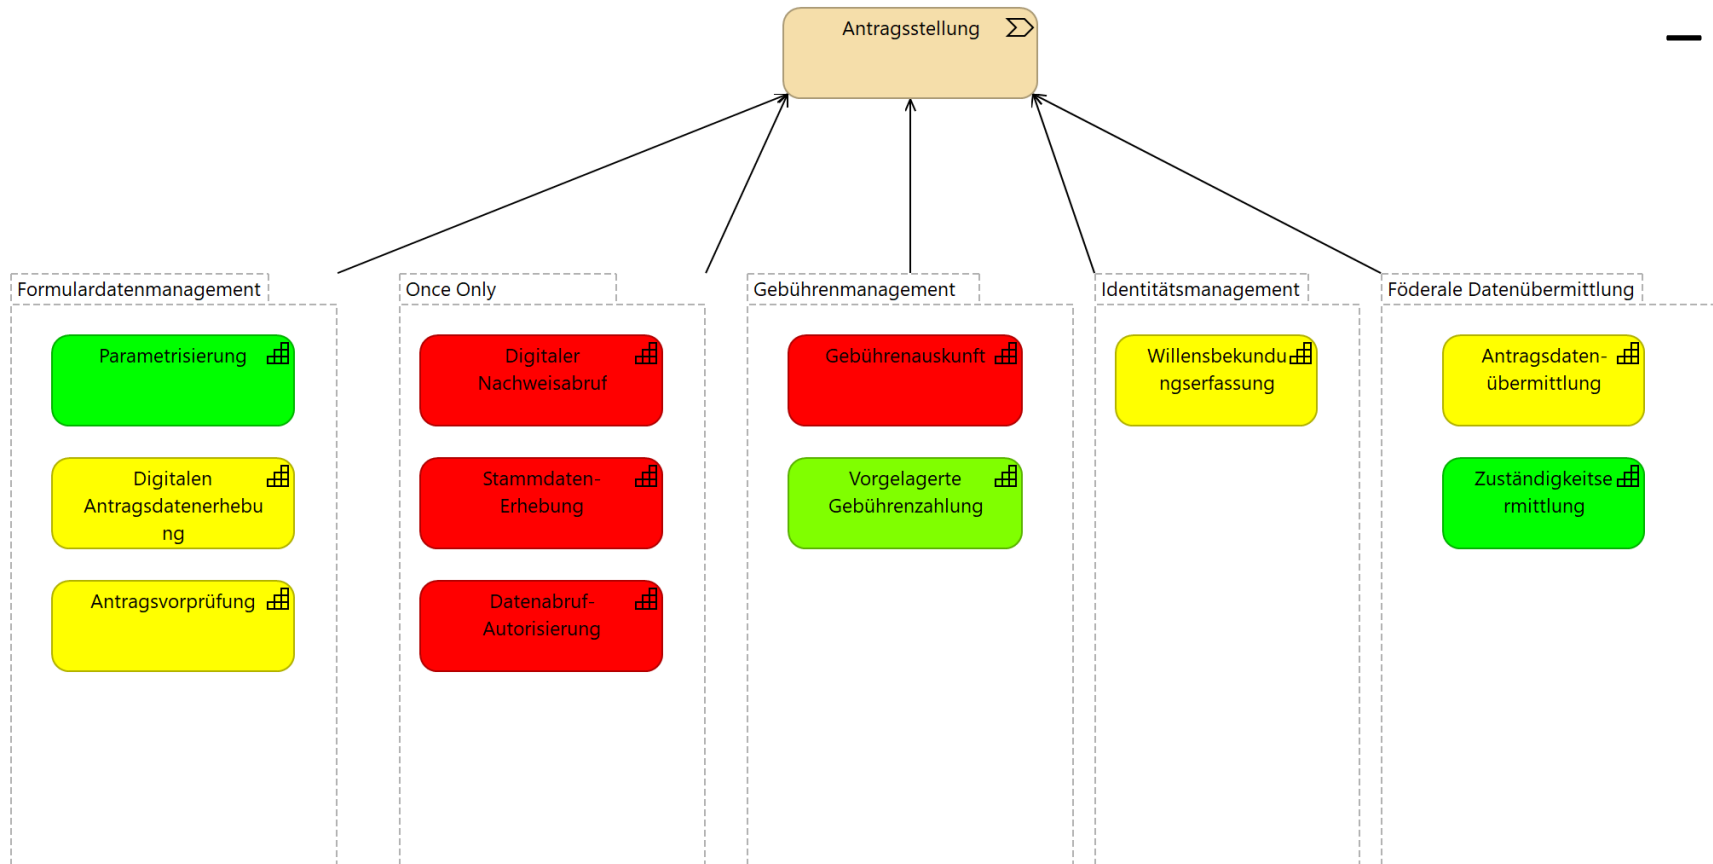 Antragsstellung
Formulardatenmanagement
Parametrisierung
Digitalen
Antragsdatenerhebu
ng
Antragsvorprüfung
Once Only
Digitaler
Nachweisabruf
Stammdaten-
Erhebung
Datenabruf-
Autorisierung
Gebührenmanagement
Gebührenauskunft
Vorgelagerte
Gebührenzahlung
Identitätsmanagement
Willensbekundu
ngserfassung
Föderale Datenübermittlung
Antragsdaten-
übermittlung
Zuständigkeitse
rmittlung